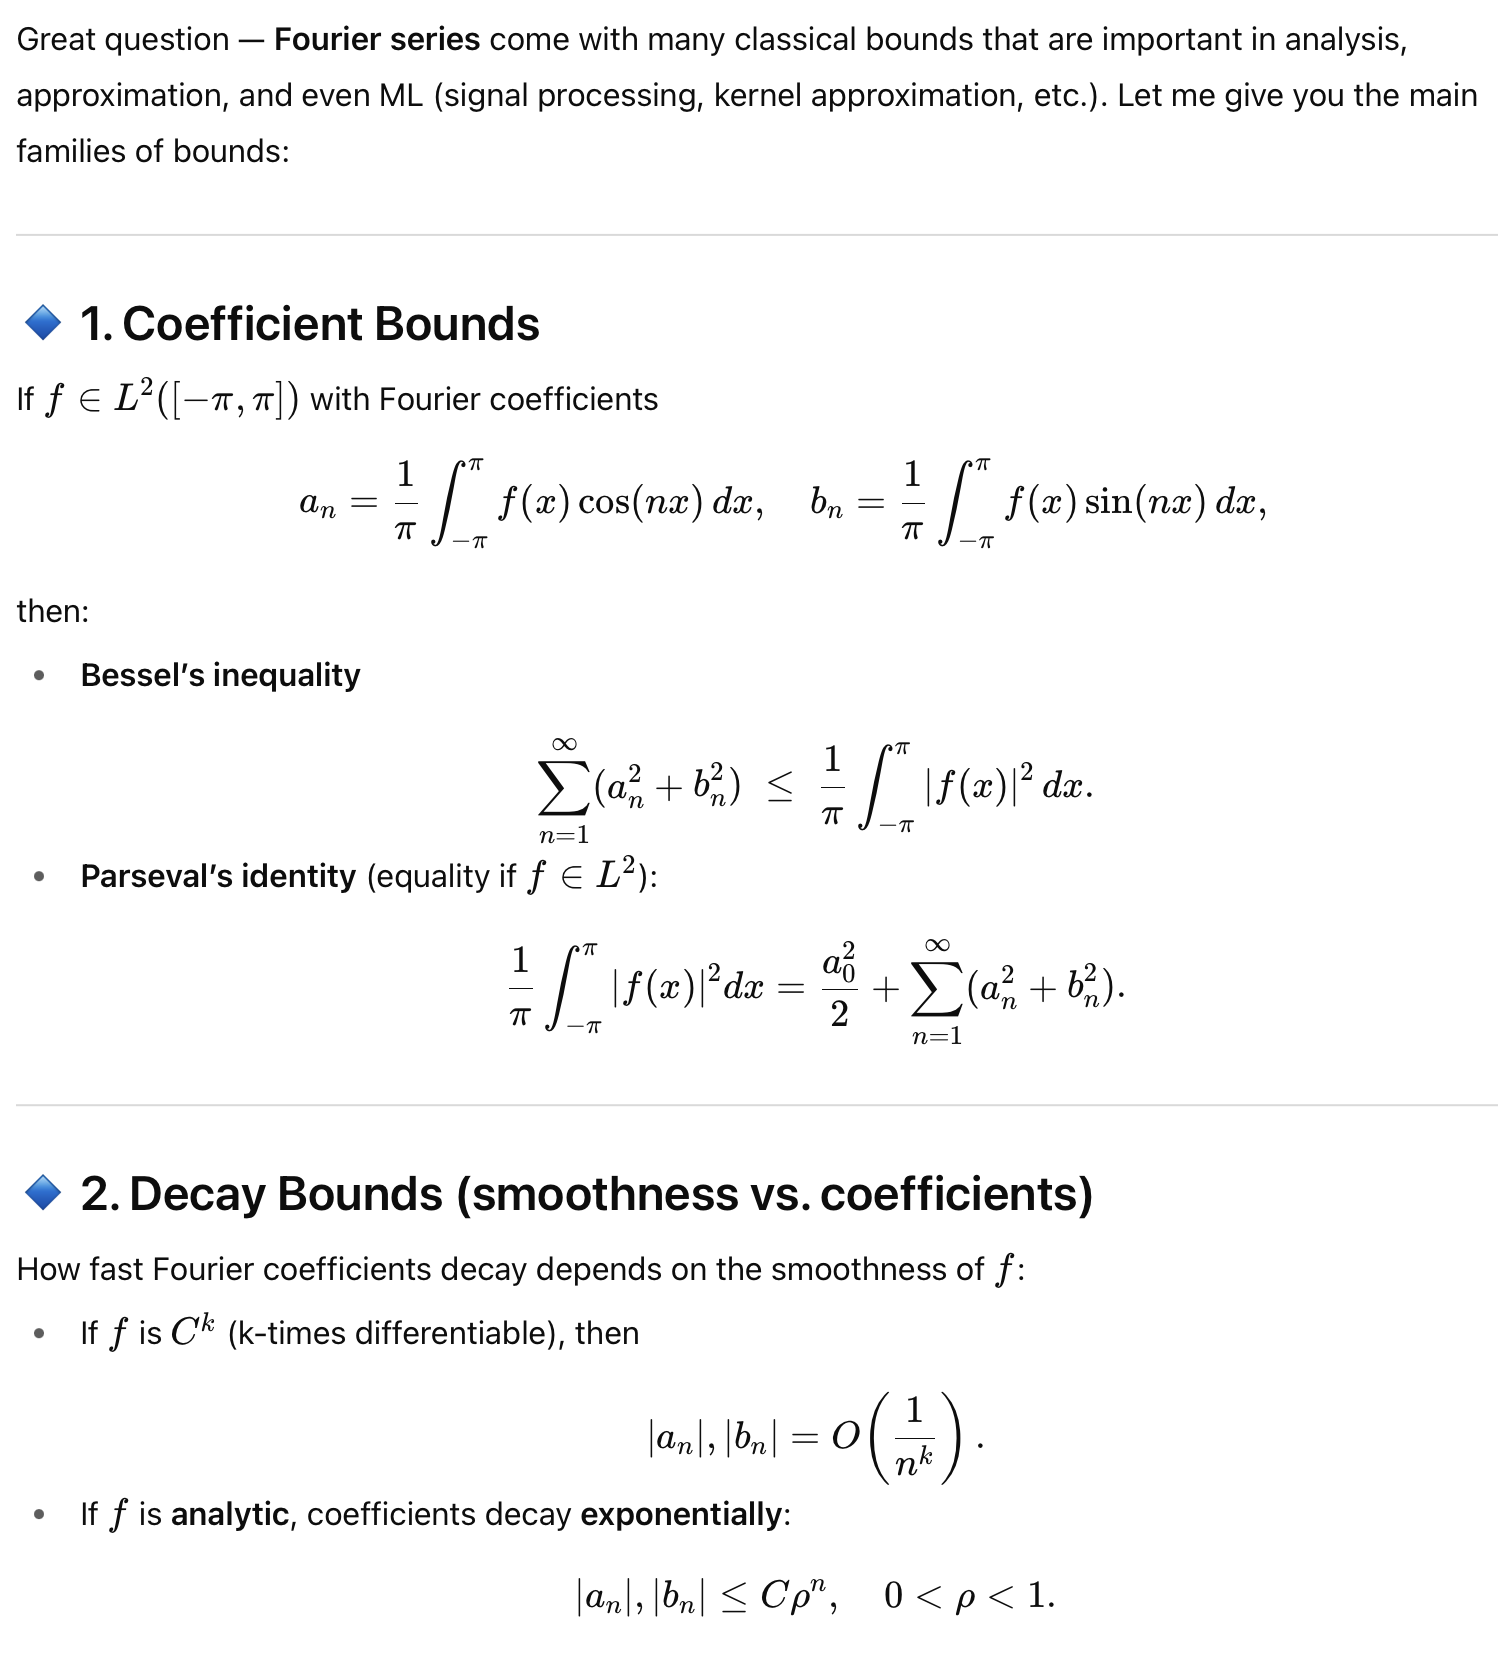 Great question — Fourier series come with many classical bounds that are important in analysis,
approximation, and even ML (signal processing, kernel approximation, etc.). Let me give you the main
families of bounds:
🔹 1. Coefficient Bounds
If $f \in L^2([-\pi, \pi])$ with Fourier coefficients
$a_n = \frac{1}{\pi} \int_{-\pi}^{\pi} f(x) \cos(nx)\, dx, \quad b_n = \frac{1}{\pi} \int_{-\pi}^{\pi} f(x) \sin(nx)\, dx,$
then:
• Bessel’s inequality
$\sum_{n=1}^{\infty} (a_n^2 + b_n^2) \;\leq\; \frac{1}{\pi} \int_{-\pi}^{\pi} |f(x)|^2\, dx.$
• Parseval’s identity (equality if $f \in L^2$):
$\frac{1}{\pi} \int_{-\pi}^{\pi} |f(x)|^2 dx = \frac{a_0^2}{2} + \sum_{n=1}^{\infty} (a_n^2 + b_n^2).$
🔹 2. Decay Bounds (smoothness vs. coefficients)
How fast Fourier coefficients decay depends on the smoothness of $f$:
• If $f$ is $C^k$ (k-times differentiable), then
$|a_n|, |b_n| = O\left(\frac{1}{n^k}\right).$
• If $f$ is analytic, coefficients decay exponentially:
$|a_n|, |b_n| \leq C\rho^n, \quad 0 < \rho < 1.$